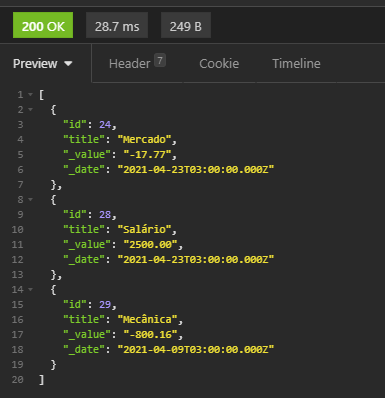 200 OK 28.7 ms 249 B
Preview Header 7 Cookie Timeline
1 [
2 {
3 "id": 24,
4 "title": "Mercado",
5 "_value": "-17.77",
6 "_date": "2021-04-23T03:00:00.000Z"
7 },
8 {
9 "id": 28,
10 "title": "Salário",
11 "_value": "2500.00",
12 "_date": "2021-04-23T03:00:00.000Z"
13 },
14 {
15 "id": 29,
16 "title": "Mecânica",
17 "_value": "-800.16",
18 "_date": "2021-04-09T03:00:00.000Z"
19 }
20 ]